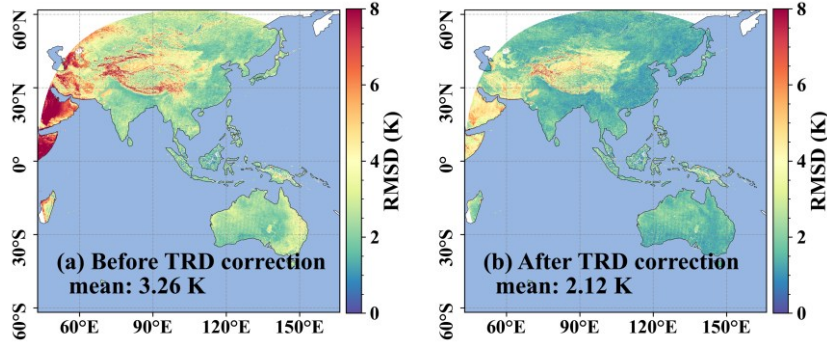 60°N
30°N
0°
30°S
60°S
60°E
90°E
120°E
150°E
(a) Before TRD correction
mean: 3.26 K
8
6
4
2
0
RMSD (K)
60°N
30°N
0°
30°S
60°S
60°E
90°E
120°E
150°E
(b) After TRD correction
mean: 2.12 K
8
6
4
2
0
RMSD (K)